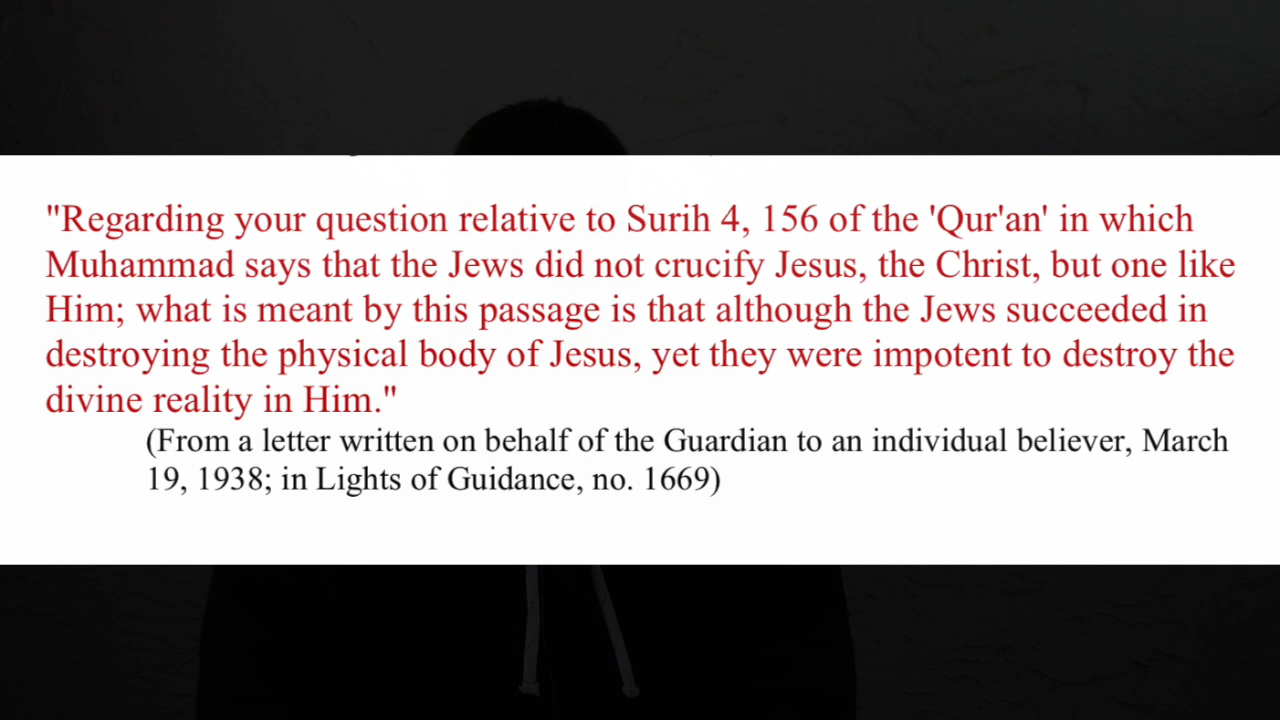 "Regarding your question relative to Surih 4, 156 of the 'Qur'an' in which
Muhammad says that the Jews did not crucify Jesus, the Christ, but one like
Him; what is meant by this passage is that although the Jews succeeded in
destroying the physical body of Jesus, yet they were impotent to destroy the
divine reality in Him."
(From a letter written on behalf of the Guardian to an individual believer, March
19, 1938; in Lights of Guidance, no. 1669)